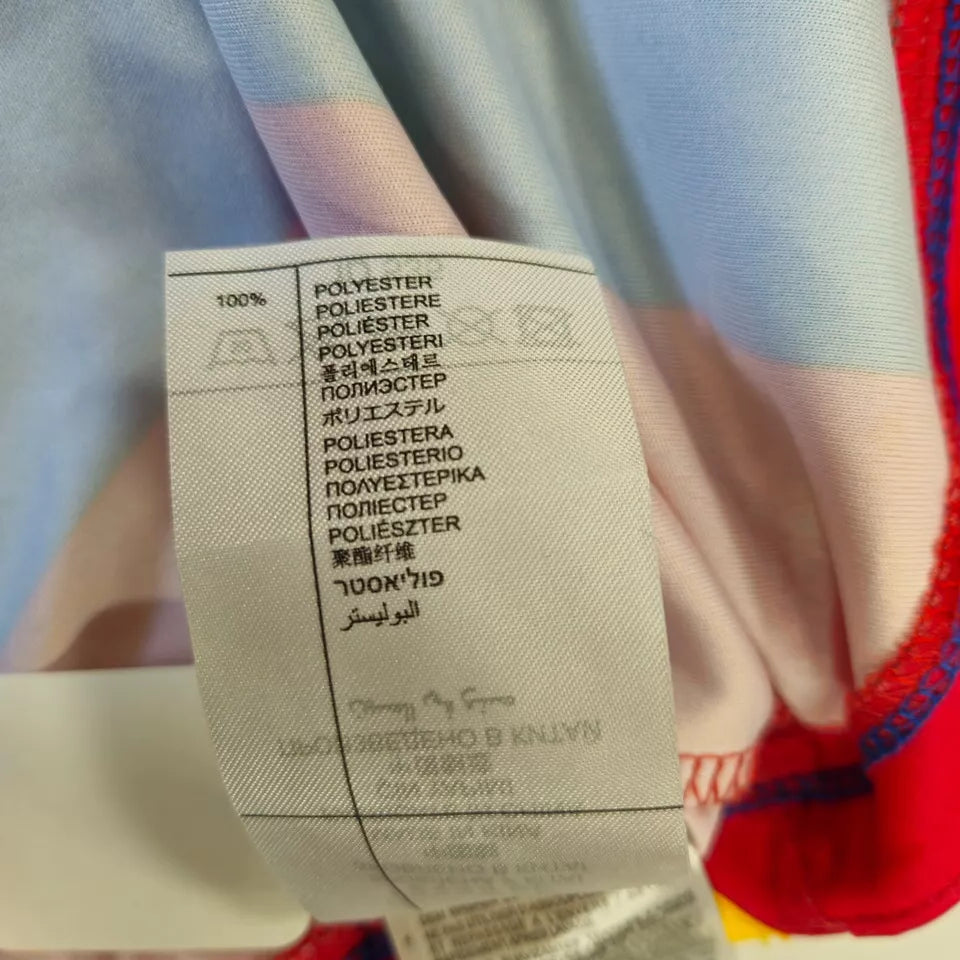 100%
POLYESTER
POLIESTERE
POLIÉSTER
POLYESTERI
폴리에스테르
ПОЛИЭСТЕР
ポリエステル
POLIESTERA
POLIESTERIO
ΠΟΛΥΕΣΤΕΡΙΚΑ
ПОЛІЕСТЕР
POLIÉSZTER
聚酯纤维
פוליאסטר
البوليستر